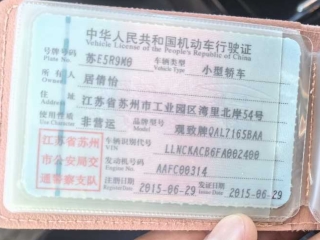 中华人民共和国机动车行驶证
Vehicle License of the People's Republic of China
号牌号码 苏E5R9M0 车辆类型 小型轿车
Plate No. Vehicle Type
所有人 居倩怡
Owner
住址 江苏省苏州市工业园区湾里北岸54号
Address
使用性质 非营运 品牌型号 观致牌QAL7165BAA
江苏省苏州
市公安局交
通警察支队
车辆识别代号 LLNCKACB6FA002400
VIN
发动机号码 AAFC00314
Engine No.
注册日期 2015-06-29 发证日期 2015-06-29
Register Date Issue Date